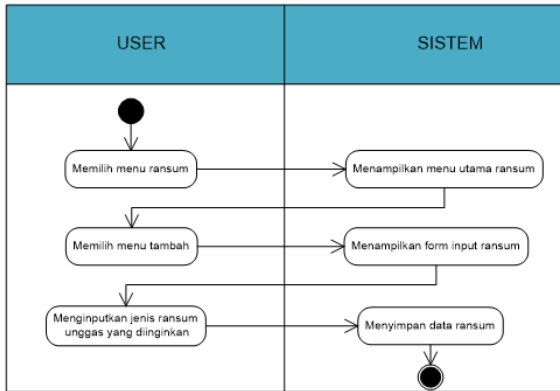 USER
SISTEM
Memilih menu ransum
Menampilkan menu utama ransum
Memilih menu tambah
Menampilkan form input ransum
Menginputkan jenis ransum
unggas yang diinginkan
Menyimpan data ransum